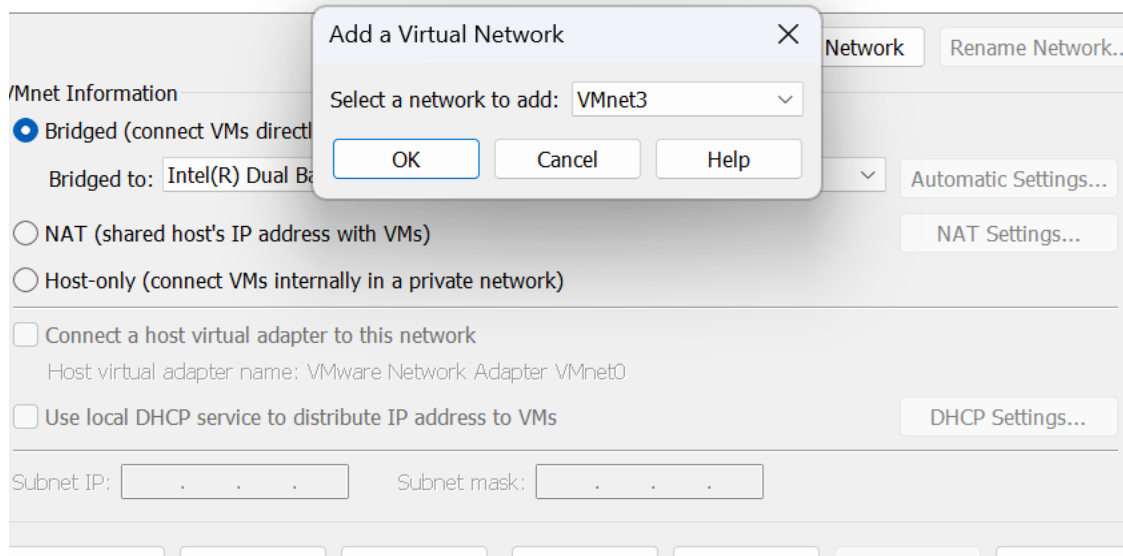 Add a Virtual Network
Network
Rename Network..
VMnet Information
Select a network to add: VMnet3
Bridged (connect VMs directl
OK
Cancel
Help
Bridged to: Intel(R) Dual Ba
Automatic Settings...
NAT (shared host's IP address with VMs)
NAT Settings...
Host-only (connect VMs internally in a private network)
Connect a host virtual adapter to this network
Host virtual adapter name: VMware Network Adapter VMnet0
Use local DHCP service to distribute IP address to VMs
DHCP Settings...
Subnet IP: . . .
Subnet mask: . . .